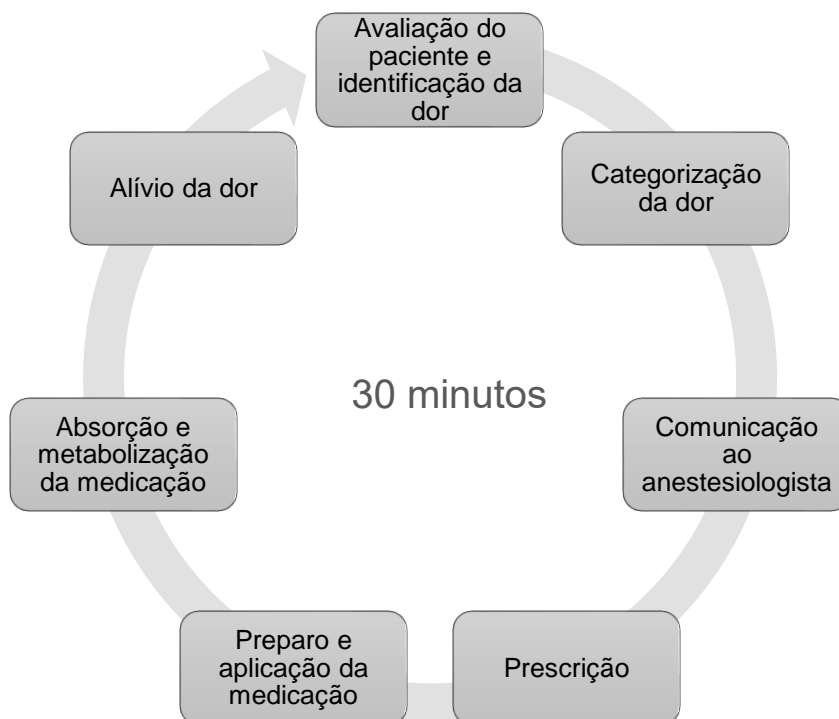 Avaliação do
paciente e
identificação da
dor
Categorização
da dor
Comunicação
ao
anestesiologista
Prescrição
Preparo e
aplicação da
medicação
Absorção e
metabolização
da medicação
Alívio da dor
30 minutos